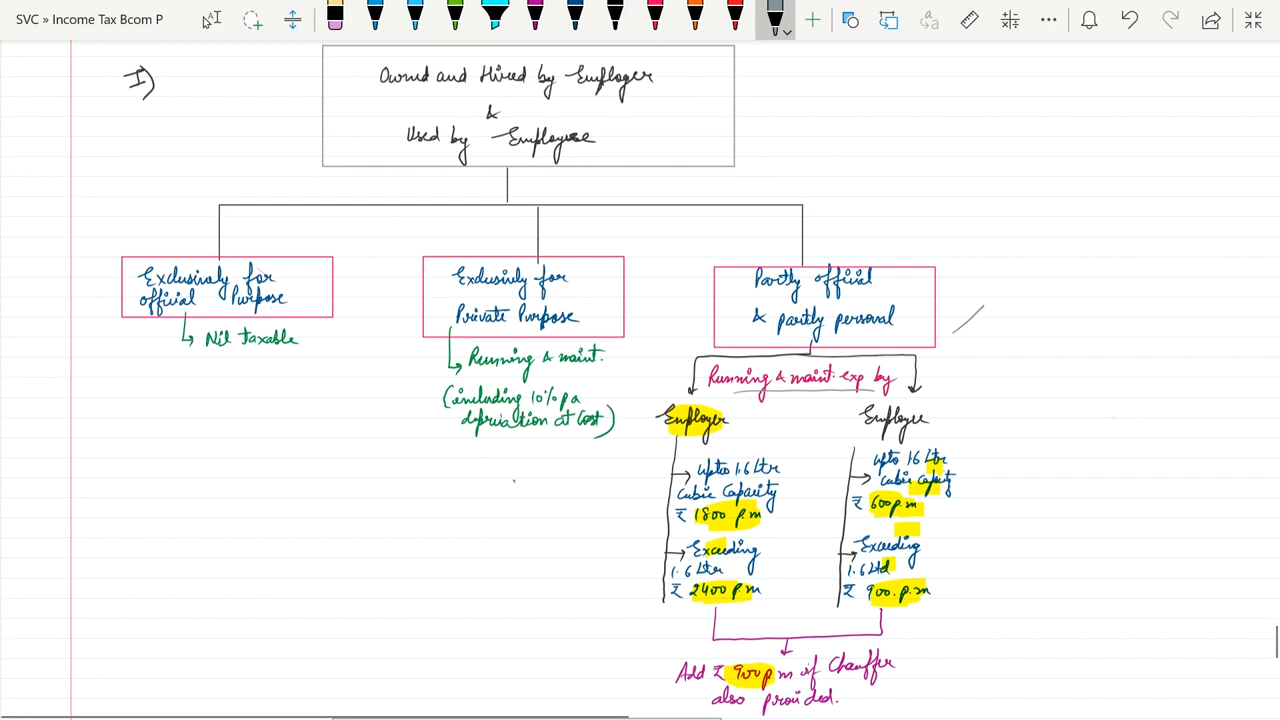 SVC » Income Tax Bcom P
I)
Owned and Hired by Employer
&
Used by Employee
Exclusively for
official Purpose
Nil taxable
Exclusively for
Private Purpose
Running & maint.
(including 10% p a
depriation at Cost)
Partly official
& partly personal
Running & maint. exp by
Employer
upto 1.6 Ltr
Cubic Capacity
₹ 1800 p.m
Exceeding
1.6 Ltr
₹ 2400 p.m
Employee
upto 1.6 Ltr
Cubic Capacity
₹ 600 p.m
Exceeding
1.6 Ltd
₹ 900. p.m
Add ₹ 900 p m if Chauffer
also provided.